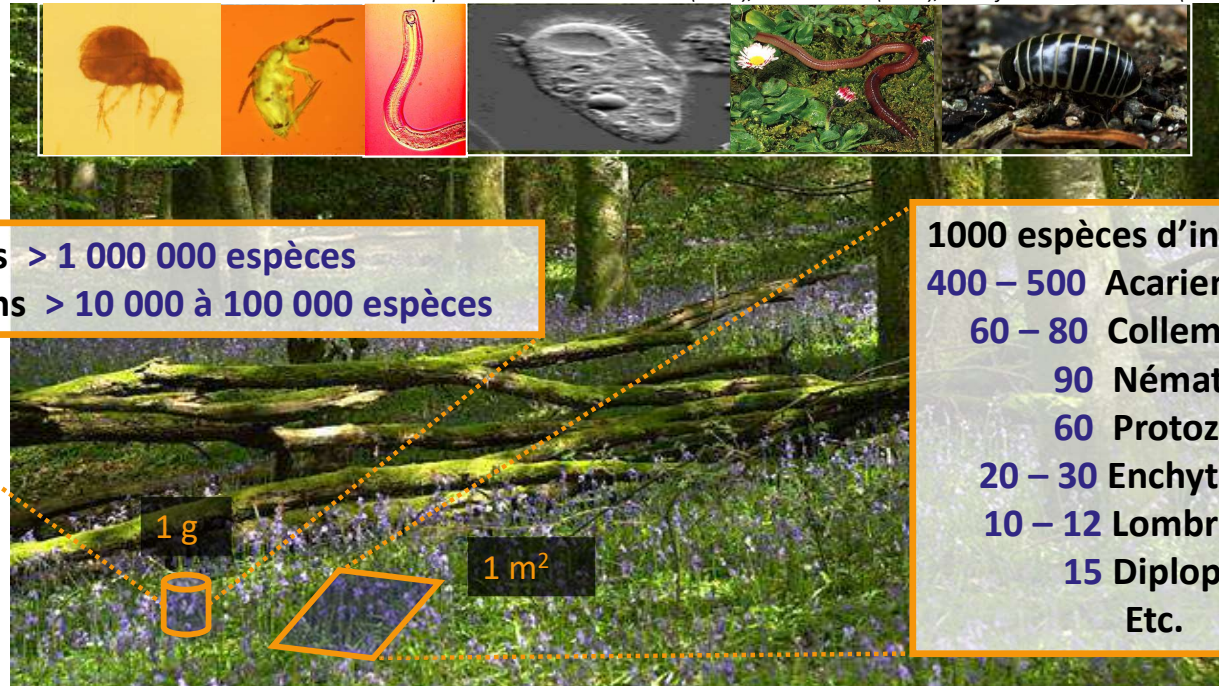 s > 1 000 000 espèces
ns > 10 000 à 100 000 espèces
1000 espèces d’in
400 – 500 Acarien
60 – 80 Collem
90 Némat
60 Protoz
20 – 30 Enchyt
10 – 12 Lombr
15 Diplop
Etc.
1 g
1 m²